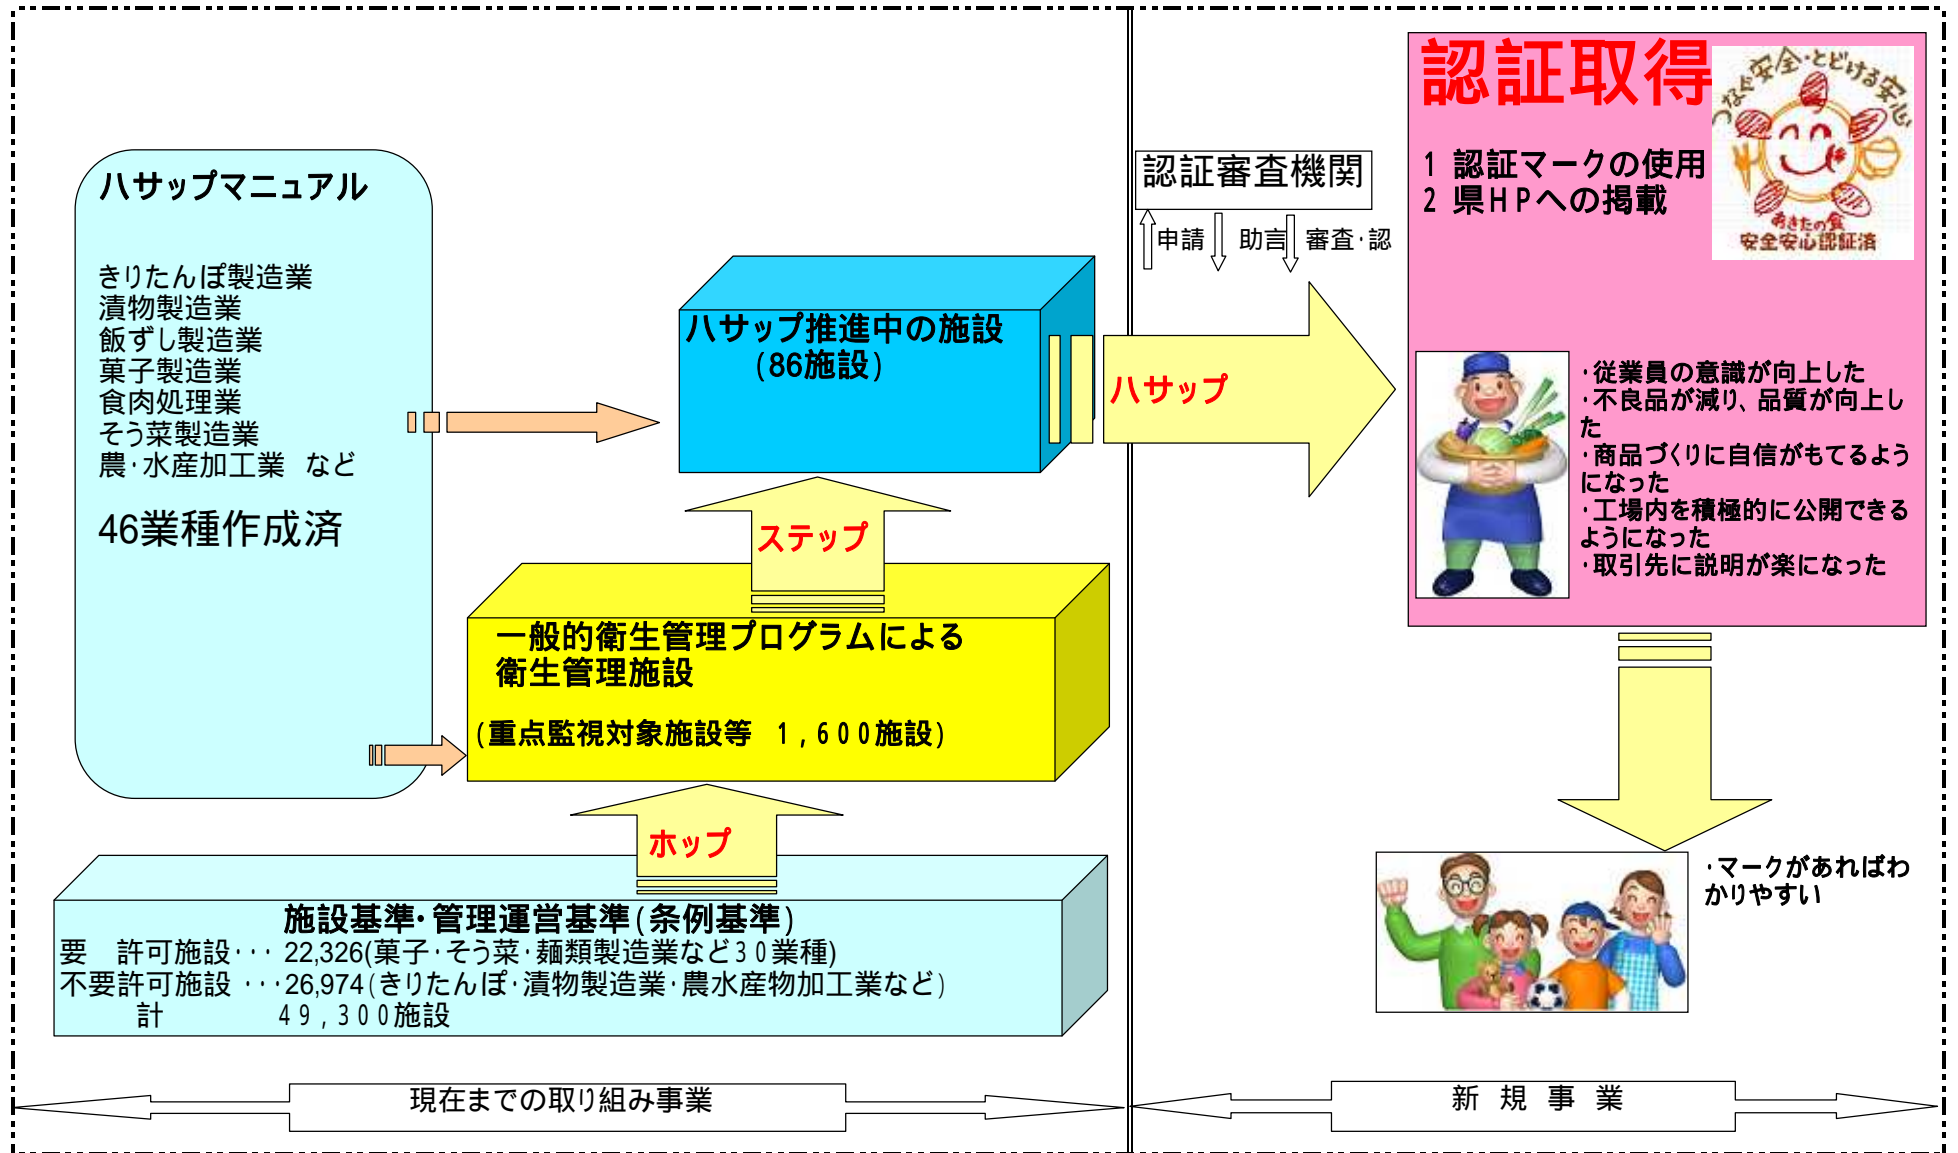 ハサップマニュアル
きりたんぽ製造業
漬物製造業
飯ずし製造業
菓子製造業
食肉処理業
そう菜製造業
農・水産加工業 など
46業種作成済
ハサップ推進中の施設
(86施設)
ステップ
一般的衛生管理プログラムによる
衛生管理施設
(重点監視対象施設等 1,600施設)
ホップ
施設基準・管理運営基準(条例基準)
要 許可施設・・・ 22,326(菓子・そう菜・麺類製造業など30業種)
不要許可施設 ・・・26,974(きりたんぽ・漬物製造業・農水産物加工業など)
計 49,300施設
現在までの取り組み事業
認証審査機関
申請 助言 審査・認
ハサップ
認証取得
1 認証マークの使用
2 県HPへの掲載
つなぐ安全・とどける安心
あきたの食
安全安心認証済
・従業員の意識が向上した
・不良品が減り、品質が向上し
た
・商品づくりに自信がもてるよう
になった
・工場内を積極的に公開できる
ようになった
・取引先に説明が楽になった
・マークがあればわ
かりやすい
新 規 事 業